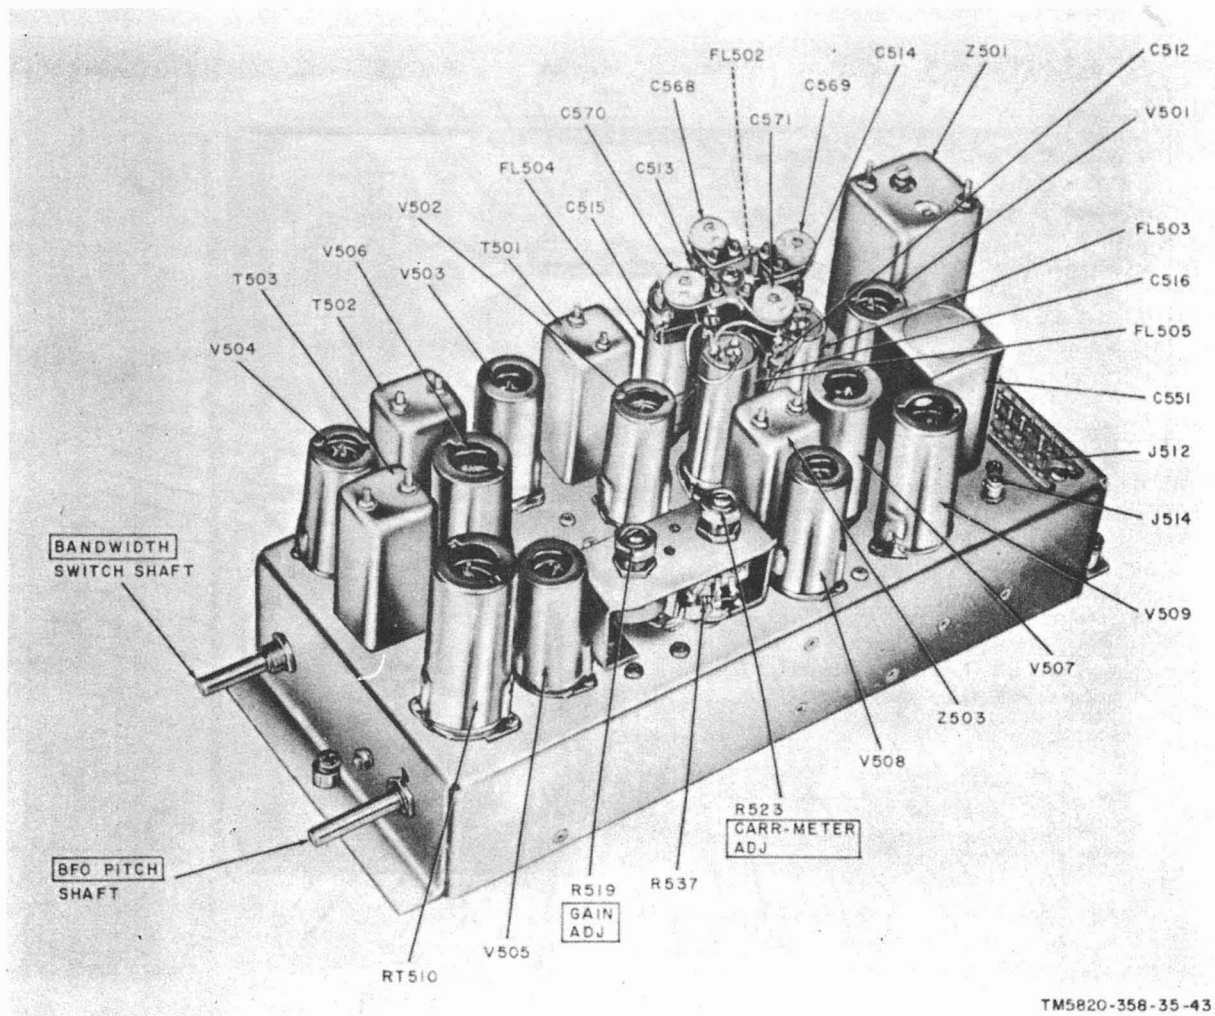 C512
Z501
C514
FL502
C568
C569
V501
C570
C571
FL504
C513
V502
C515
FL503
T501
V506
V503
C516
T503
T502
FL505
V504
C551
J512
J514
BANDWIDTH
SWITCH SHAFT
V509
V507
Z503
V508
R523
CARR-METER
ADJ
BFO PITCH
SHAFT
R537
R519
GAIN
ADJ
V505
RT510
TM5820-358-35-43